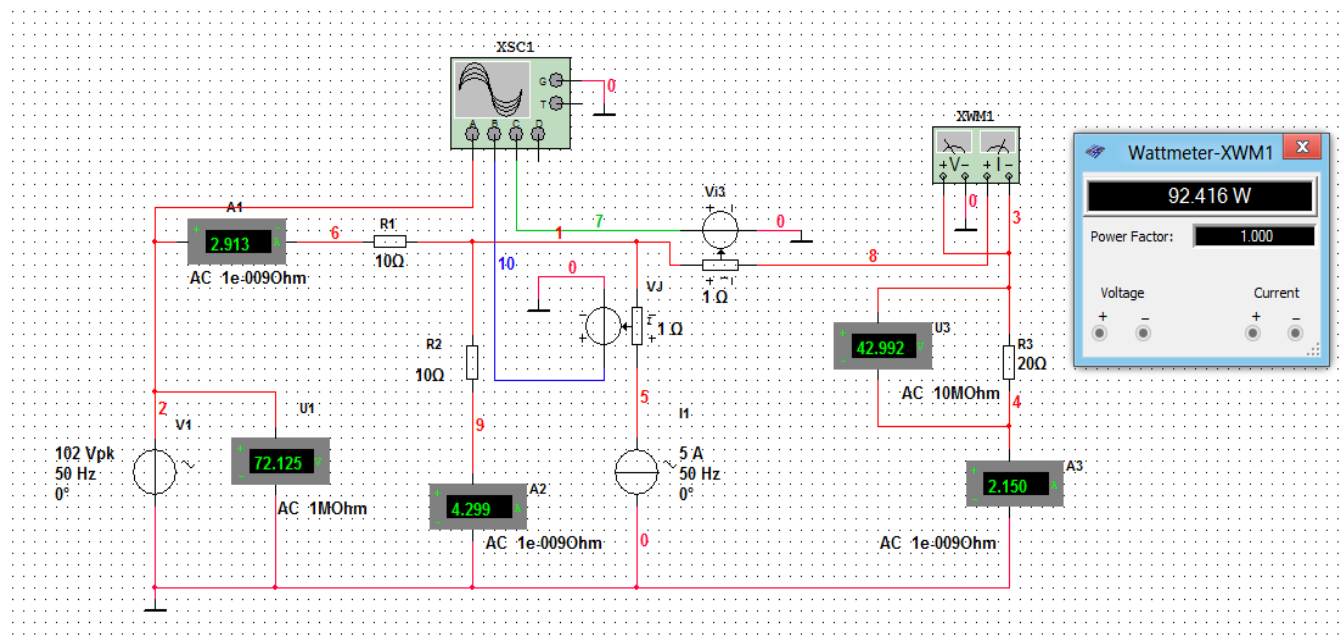 XSC1
G
T
A B C D
0
XWM1
+V-
+I-
0
3
Wattmeter-XWM1
x
92.416 W
Power Factor:
1.000
Voltage
Current
+
-
+
-
A1
+
-
2.913
A
AC 1e-009Ohm
6
R1
10Ω
1
7
Vi3
+
0
8
+
1 Ω
10
0
VJ
-
+
+
1 Ω
R2
10Ω
5
9
2
V1
102 Vpk
50 Hz
0°
U1
+
-
72.125
V
AC 1MOhm
A2
+
-
4.299
A
AC 1e-009Ohm
I1
5 A
50 Hz
0°
0
U3
+
-
42.992
V
AC 10MOhm
R3
20Ω
4
A3
+
-
2.150
A
AC 1e-009Ohm